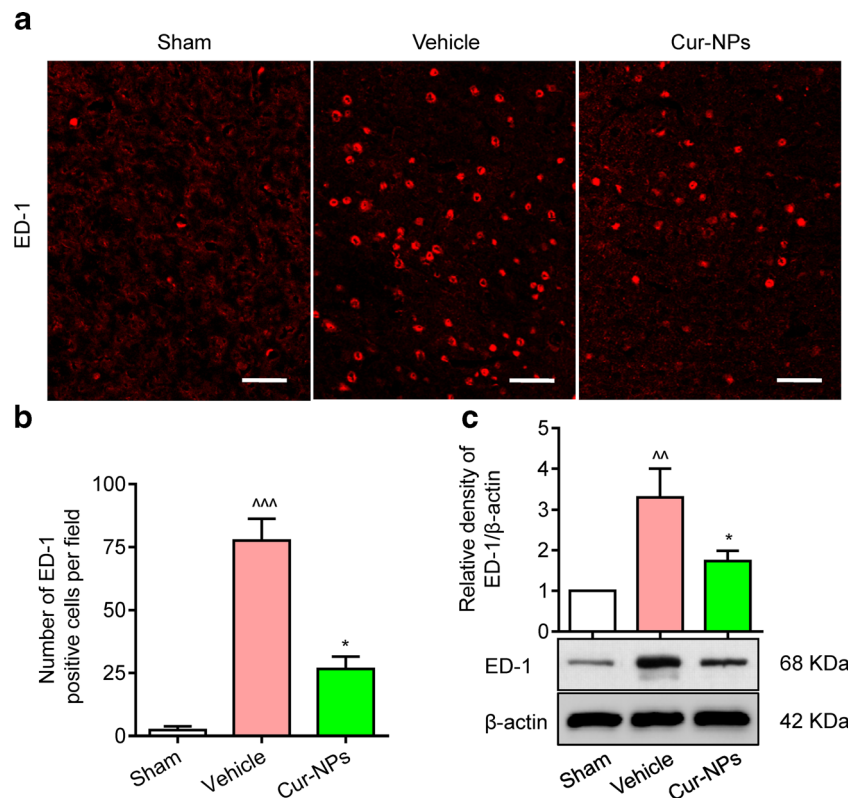 a
Sham
Vehicle
Cur-NPs
ED-1
b
Number of ED-1
positive cells per field
100
75
50
25
0
^^^
*
Sham
Vehicle
Cur-NPs
c
Relative density of
ED-1/β-actin
5
4
3
2
1
0
^^
*
ED-1
68 KDa
β-actin
42 KDa
Sham
Vehicle
Cur-NPs